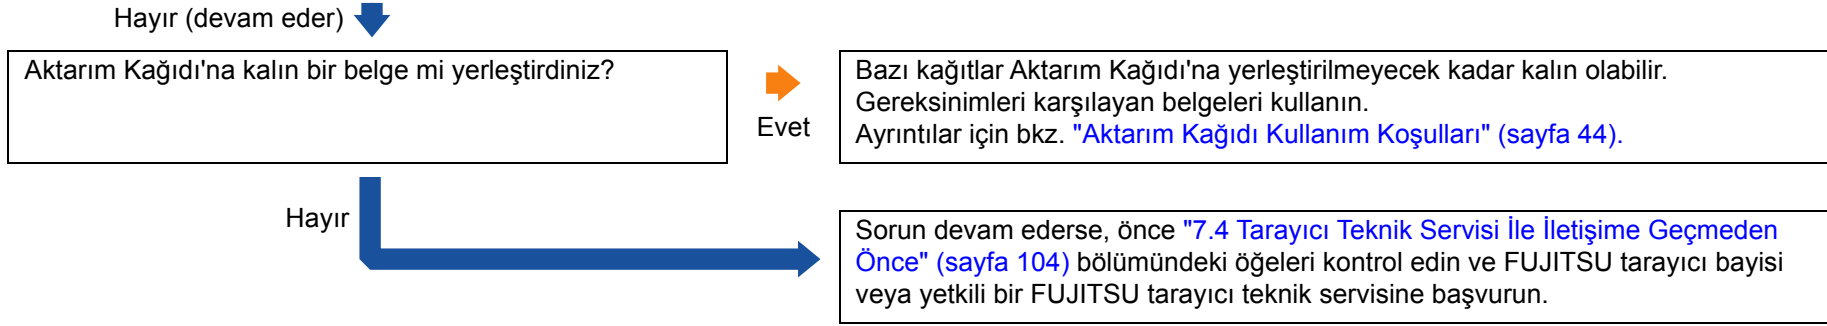 Hayır (devam eder)
Aktarım Kağıdı'na kalın bir belge mi yerleştirdiniz?
Evet
Bazı kağıtlar Aktarım Kağıdı'na yerleştirilmeyecek kadar kalın olabilir.
Gereksinimleri karşılayan belgeleri kullanın.
Ayrıntılar için bkz. "Aktarım Kağıdı Kullanım Koşulları" (sayfa 44).
Hayır
Sorun devam ederse, önce "7.4 Tarayıcı Teknik Servisi İle İletişime Geçmeden
Önce" (sayfa 104) bölümündeki öğeleri kontrol edin ve FUJITSU tarayıcı bayisi
veya yetkili bir FUJITSU tarayıcı teknik servisine başvurun.